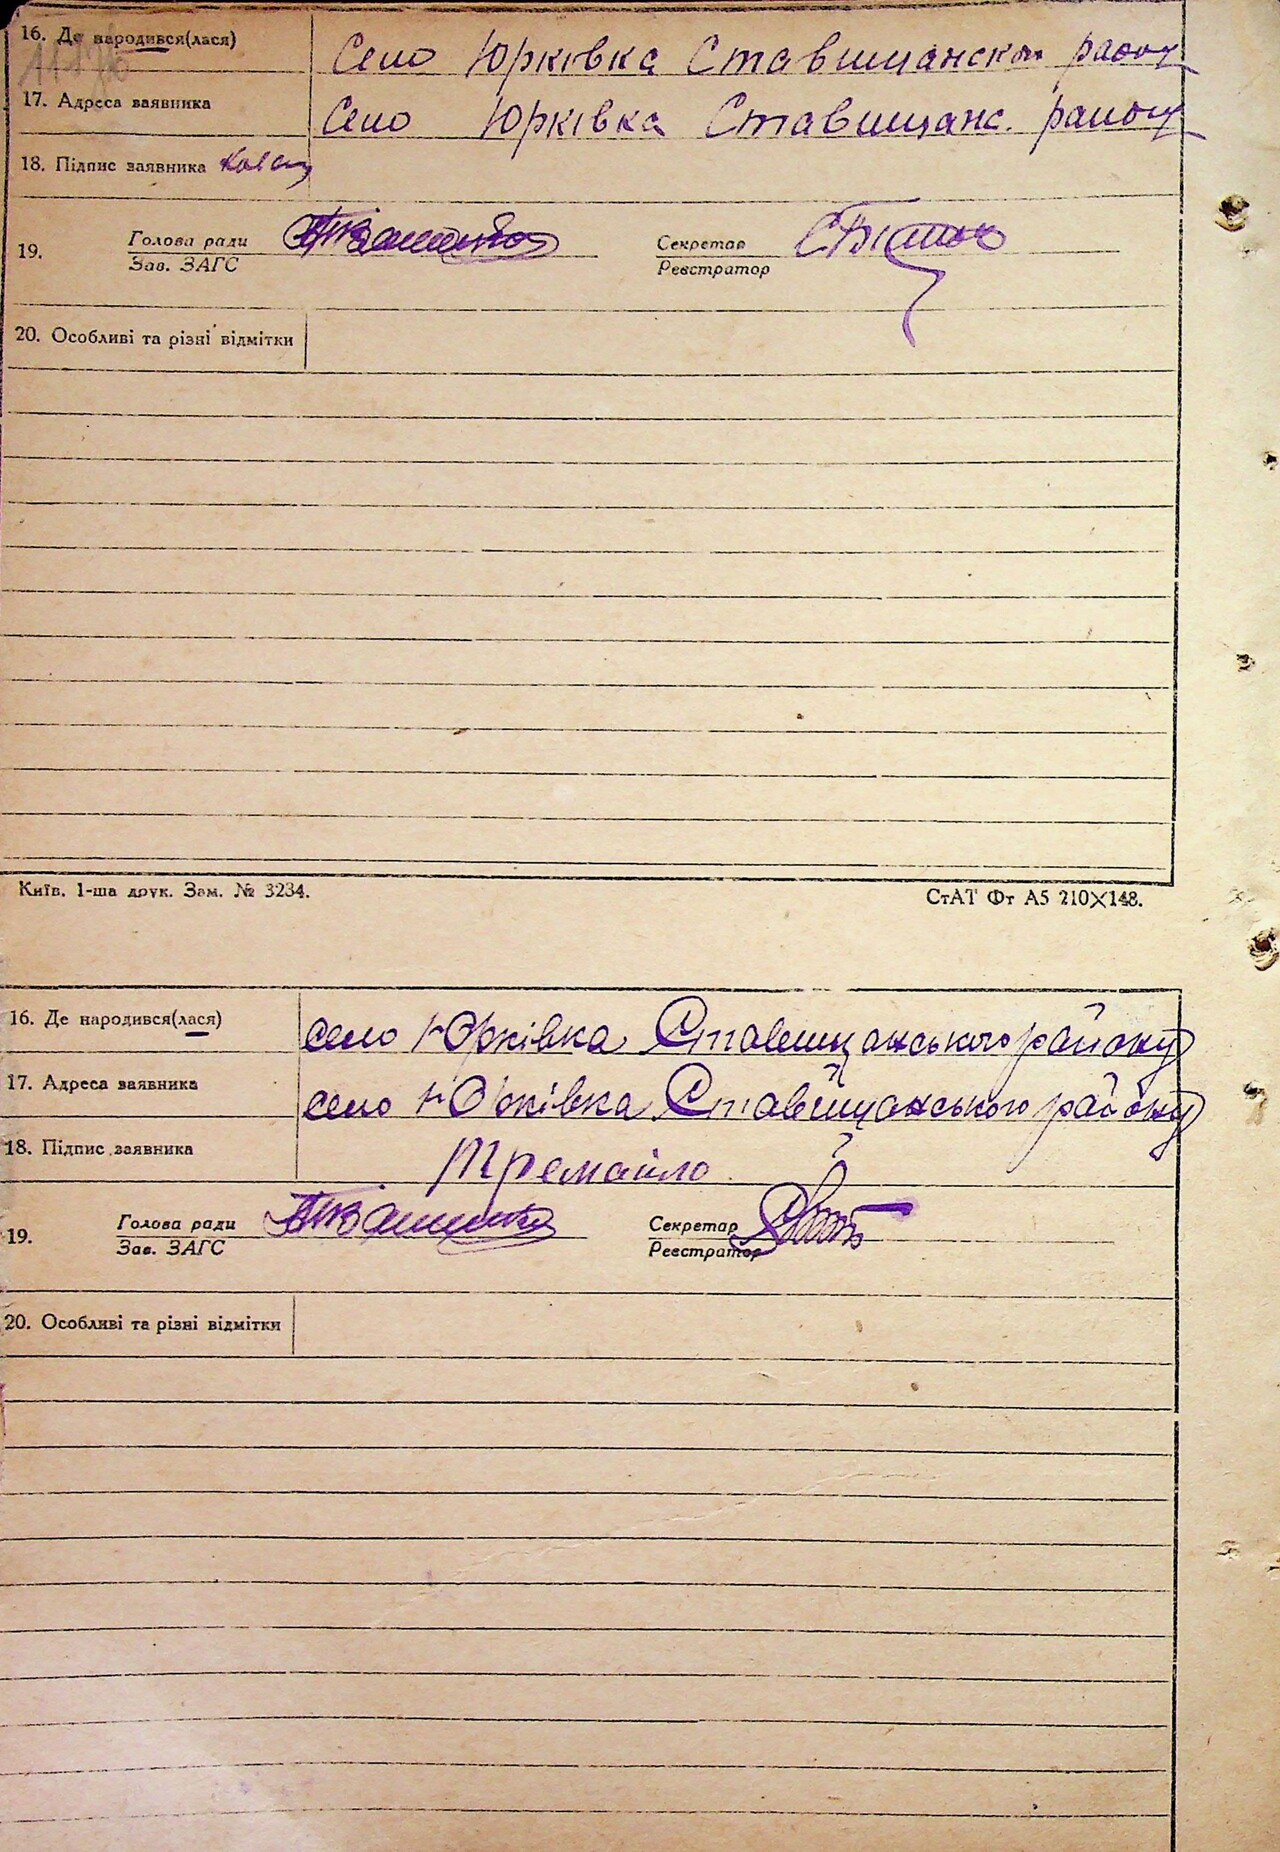 16. Де народився(лася) Село Юрківка Ставищанськ району
17. Адреса заявника Село Юрківка Ставищанс. району
18. Підпис заявника
19. Голова ради Секретар
Зав. ЗАГС Реєстратор
20. Особливі та різні відмітки
Київ. 1-ша друк. Зам. № 3234. СтАТ Фт А5 210×148.
16. Де народився(лася) село Юрківка Ставищанського району
17. Адреса заявника село Юрківка Ставищанського району
18. Підпис заявника Тремайло
19. Голова ради Секретар
Зав. ЗАГС Реєстратор
20. Особливі та різні відмітки